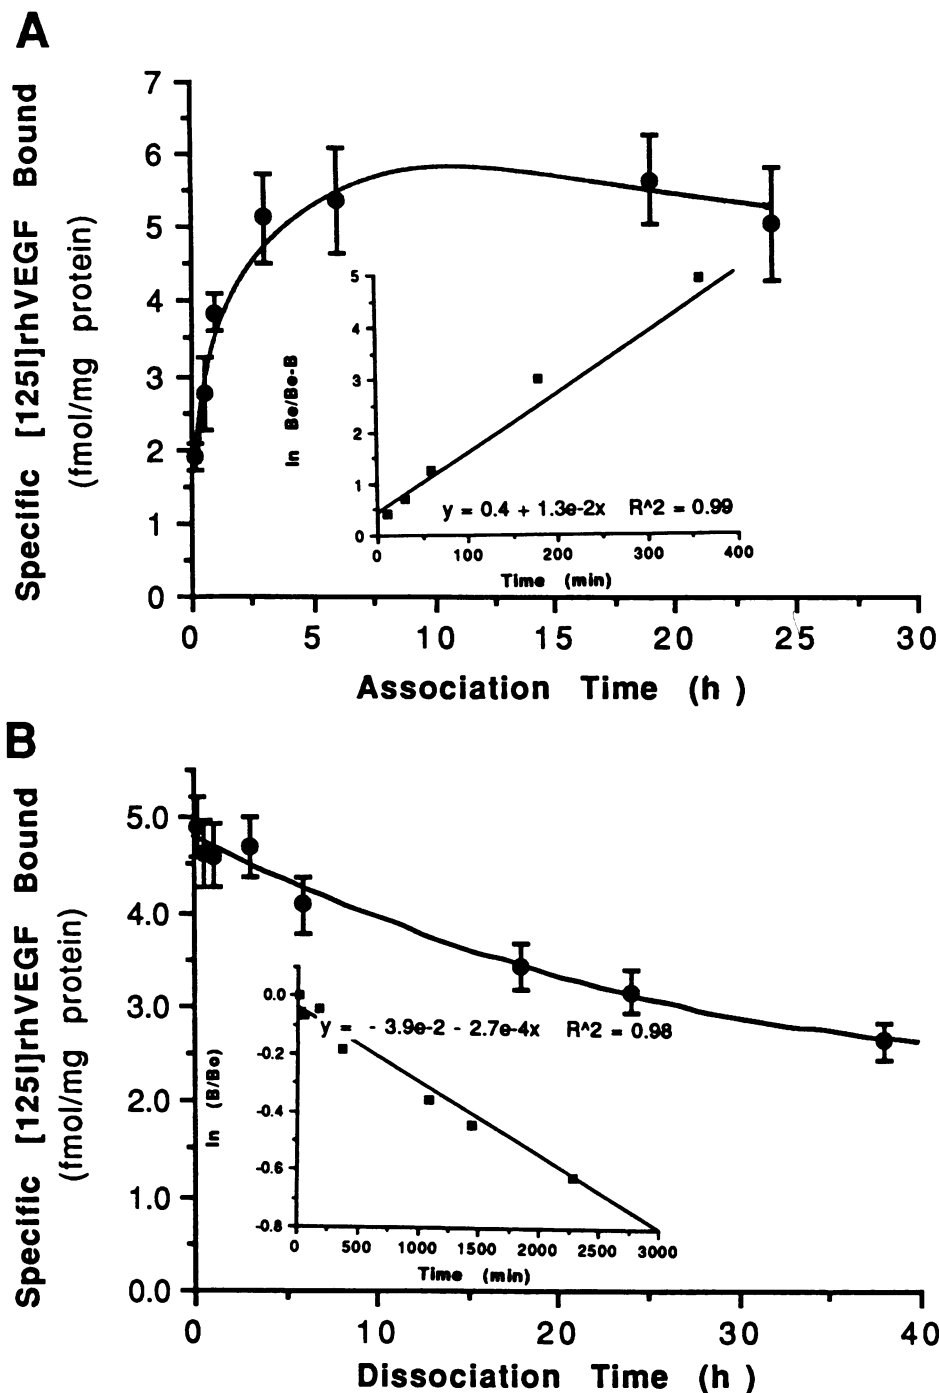 A
Specific [125I]rhVEGF Bound
(fmol/mg protein)
7
6
5
4
3
2
1
0
0 5 10 15 20 25 30
Association Time (h )
ln Be/Be-B
5
4
3
2
1
0
y = 0.4 + 1.3e-2x R^2 = 0.99
0 100 200 300 400
Time (min)
B
Specific [125I]rhVEGF Bound
(fmol/mg protein)
5.0
4.0
3.0
2.0
1.0
0.0
0 10 20 30 40
Dissociation Time (h )
ln (B/Bo)
0.0
-0.2
-0.4
-0.6
-0.8
y = - 3.9e-2 - 2.7e-4x R^2 = 0.98
0 500 1000 1500 2000 2500 3000
Time (min)